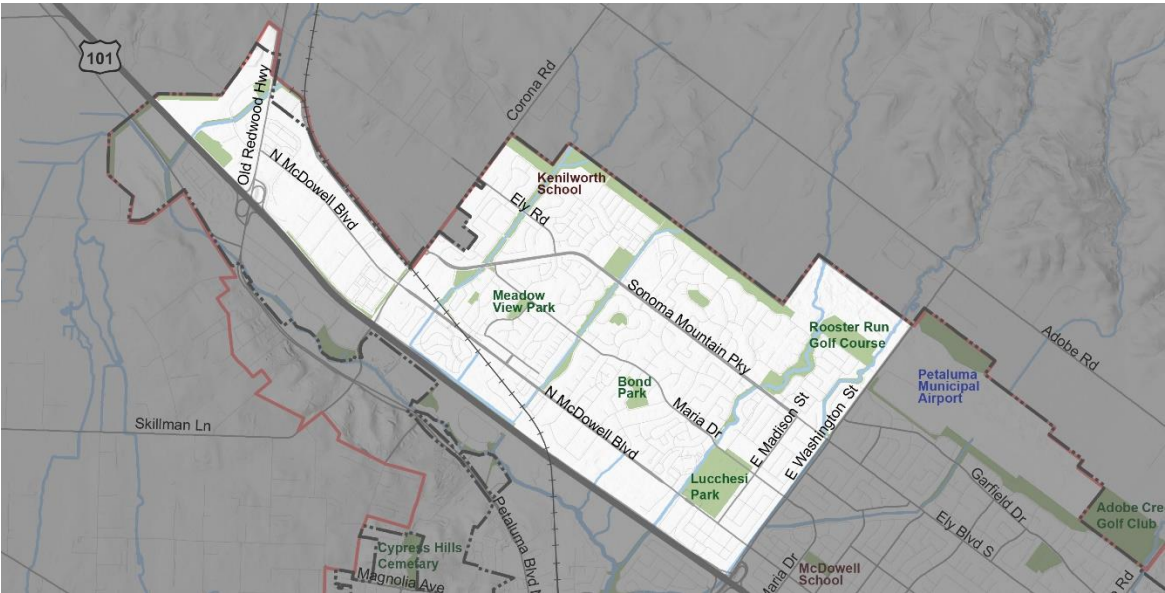 101
Old Redwood Hwy
Corona Rd
N McDowell Blvd
Kenilworth
School
Ely Rd
Meadow
View Park
Sonoma Mountain Pky
Rooster Run
Golf Course
Adobe Rd
Petaluma
Municipal
Airport
Bond
Park
N McDowell Blvd
Maria Dr
E Madison St
E Washington St
Skillman Ln
Lucchesi
Park
Garfield Dr
Ely Blvd S
Adobe Cre
Golf Club
Petaluma Blvd N
Cypress Hills
Cemetary
Magnolia Ave
Maria Dr
McDowell
School
Rd